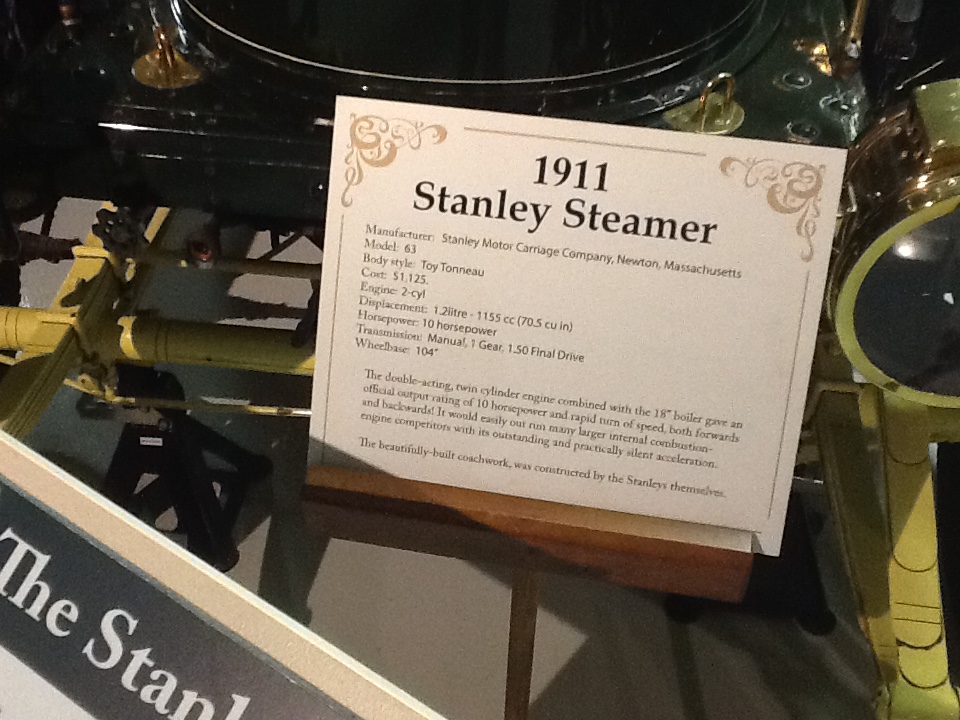 1911
Stanley Steamer
Manufacturer: Stanley Motor Carriage Company, Newton, Massachusetts
Model: 63
Body style: Toy Tonneau
Cost: $1,125.
Engine: 2-cyl
Displacement: 1.2litre - 1155 cc (70.5 cu in)
Horsepower: 10 horsepower
Transmission: Manual, 1 Gear, 1.50 Final Drive
Wheelbase: 104"
The double-acting, twin cylinder engine combined with the 18" boiler gave an
official output rating of 10 horsepower and rapid turn of speed, both forwards
and backwards! It would easily out run many larger internal combustion-
engine competitors with its outstanding and practically silent acceleration.
The beautifully-built coachwork, was constructed by the Stanleys themselves.
The Stanl